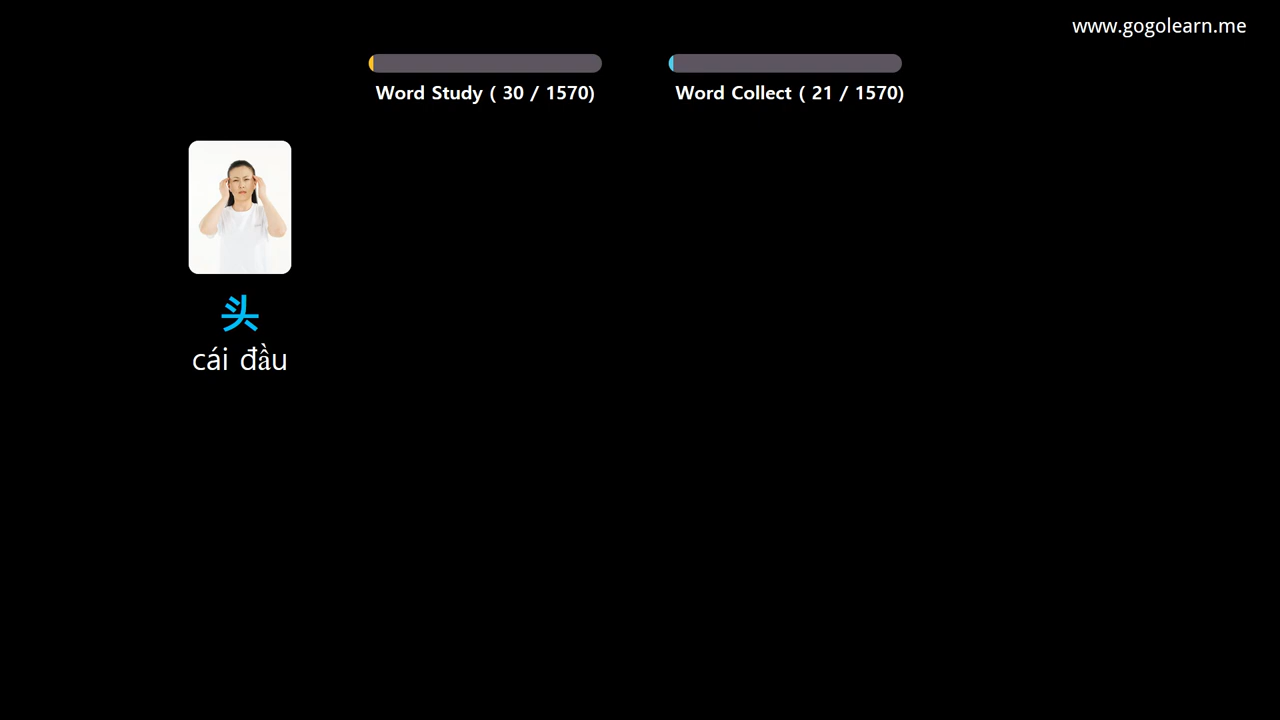 www.gogolearn.me
Word Study ( 30 / 1570)
Word Collect ( 21 / 1570)
头
cái đầu